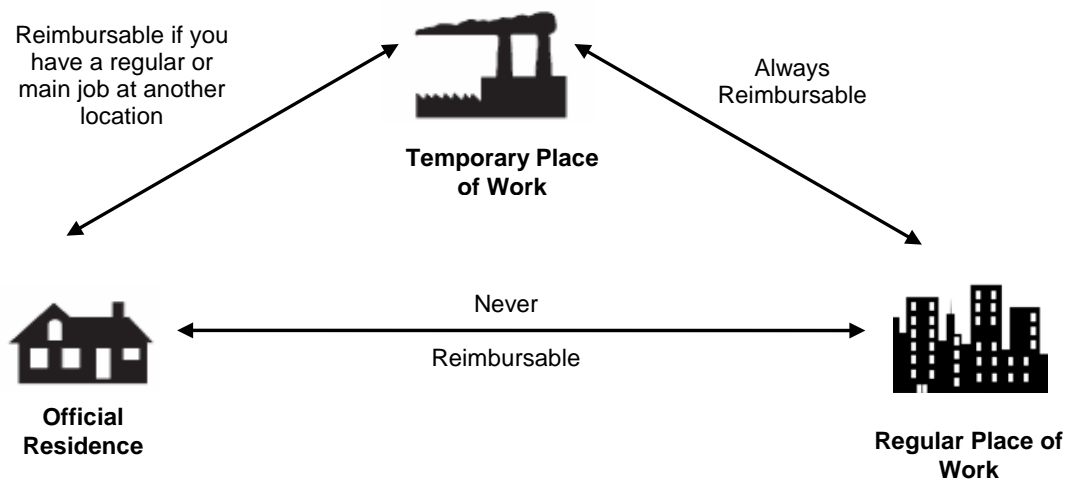 Reimbursable if you
have a regular or
main job at another
location
Always
Reimbursable
Temporary Place
of Work
Never
Reimbursable
Official
Residence
Regular Place of
Work